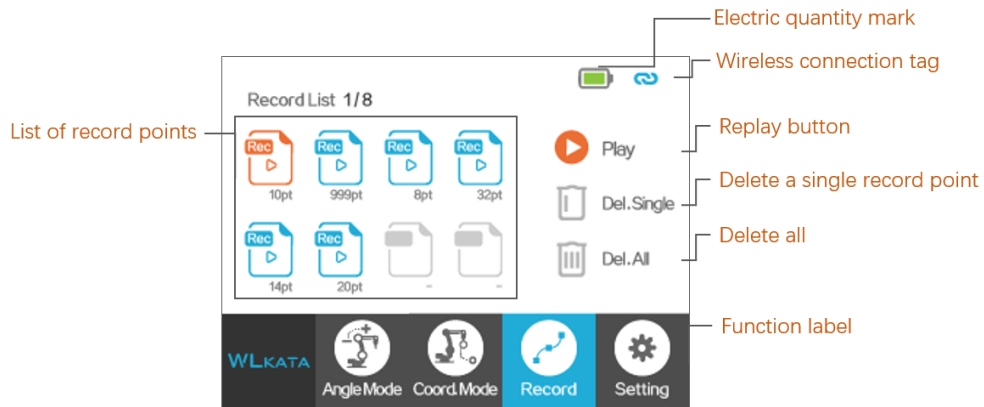 Electric quantity mark
Wireless connection tag
Record List 1/8
List of record points
Rec
Rec
Rec
Rec
10pt
999pt
8pt
32pt
Rec
Rec
14pt
20pt
-
-
Play
Replay button
Del.Single
Delete a single record point
Del.All
Delete all
Function label
WLKATA
Angle Mode
Coord.Mode
Record
Setting